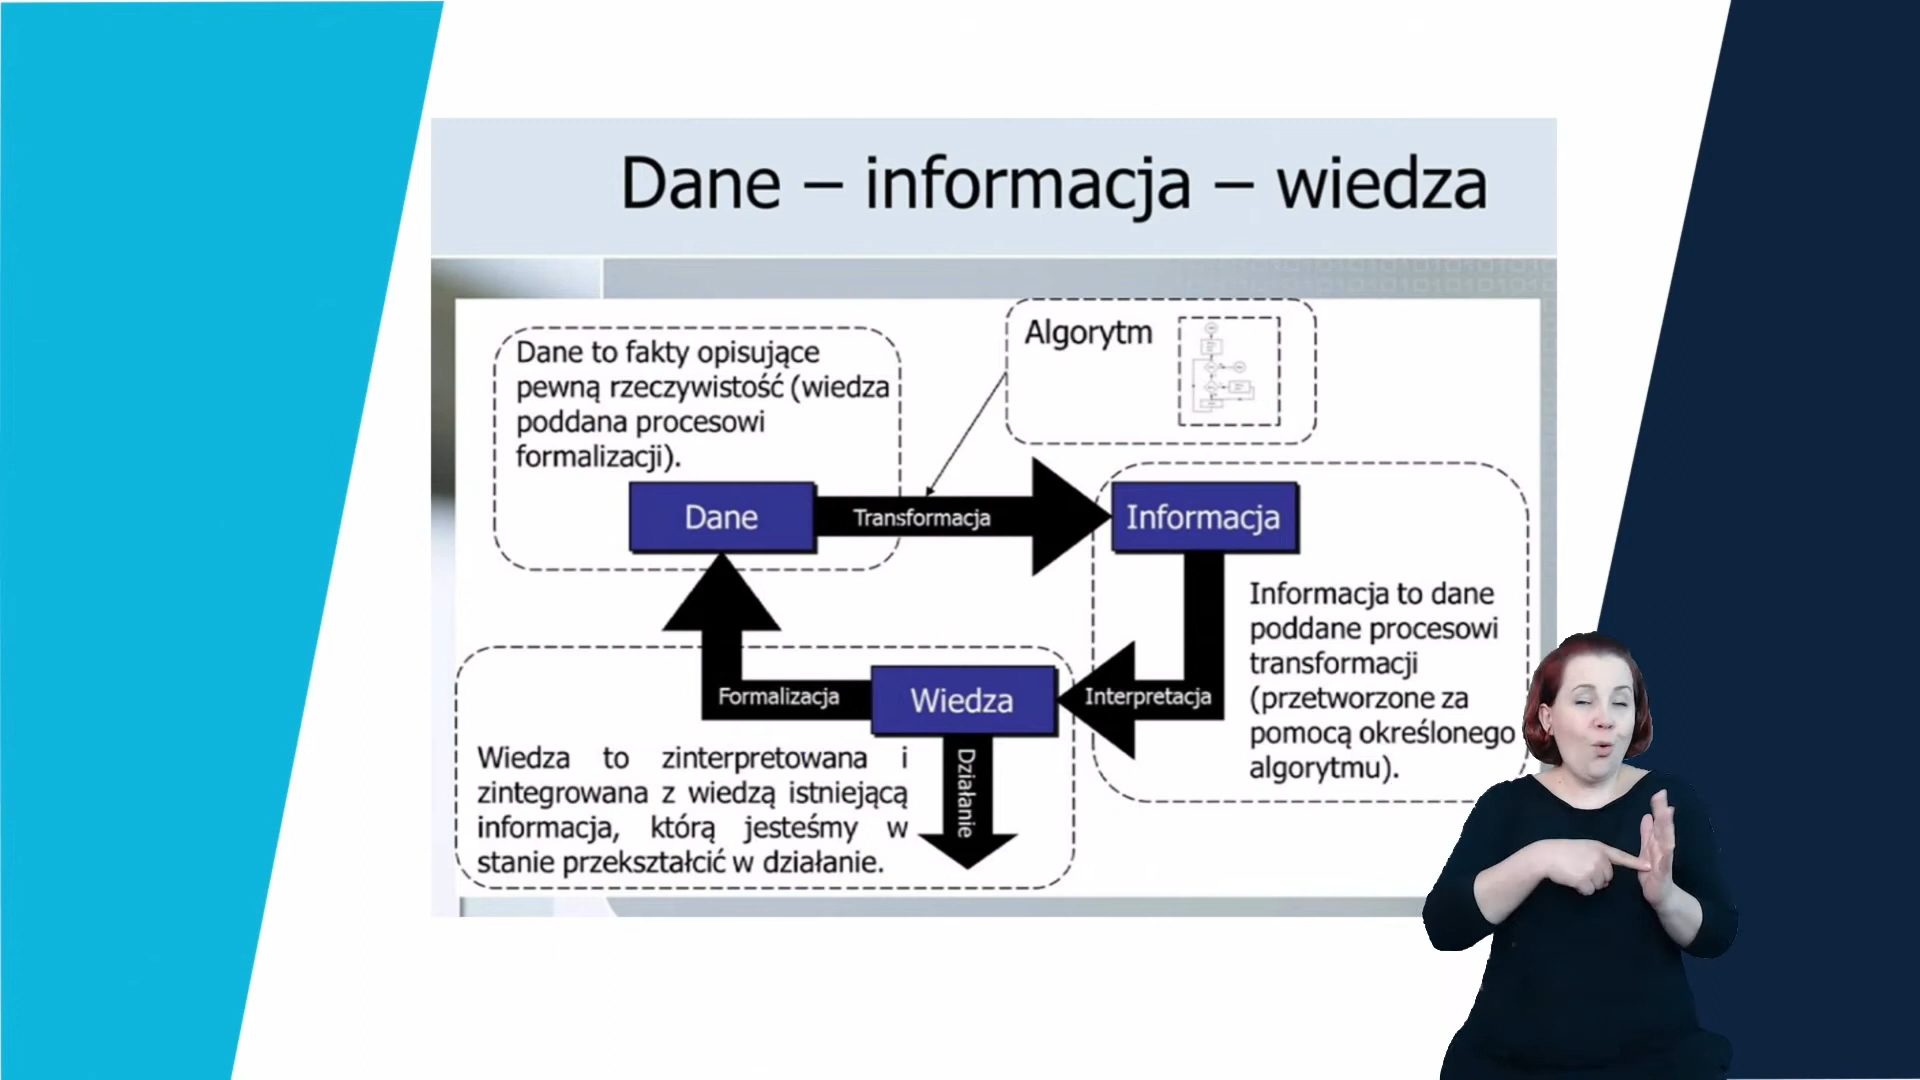 Dane – informacja – wiedza
Dane to fakty opisujące
pewną rzeczywistość (wiedza
poddana procesowi
formalizacji).
Algorytm
Dane
Transformacja
Informacja
Informacja to dane
poddane procesowi
transformacji
(przetworzone za
pomocą określonego
algorytmu).
Formalizacja
Wiedza
Interpretacja
Wiedza to zinterpretowana i
zintegrowana z wiedzą istniejącą
informacja, którą jesteśmy w
stanie przekształcić w działanie.
Działanie